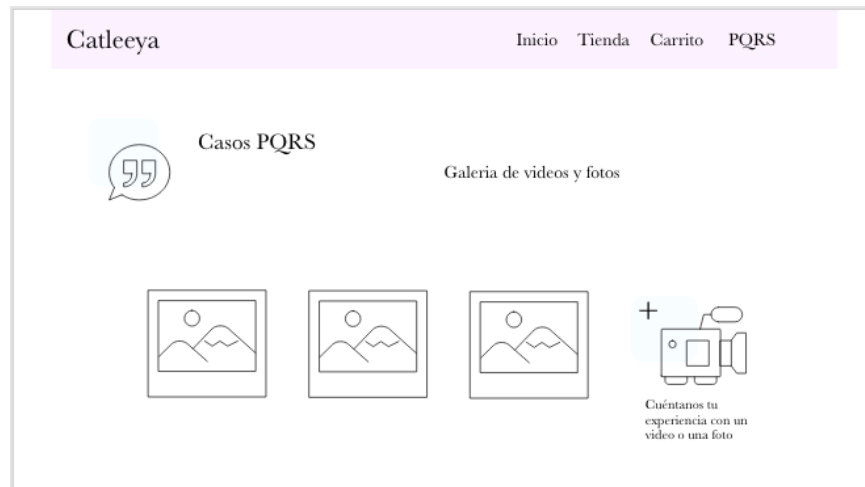 Catleeya
Inicio Tienda Carrito PQRS
Casos PQRS
Galeria de videos y fotos
Cuéntanos tu
experiencia con un
video o una foto